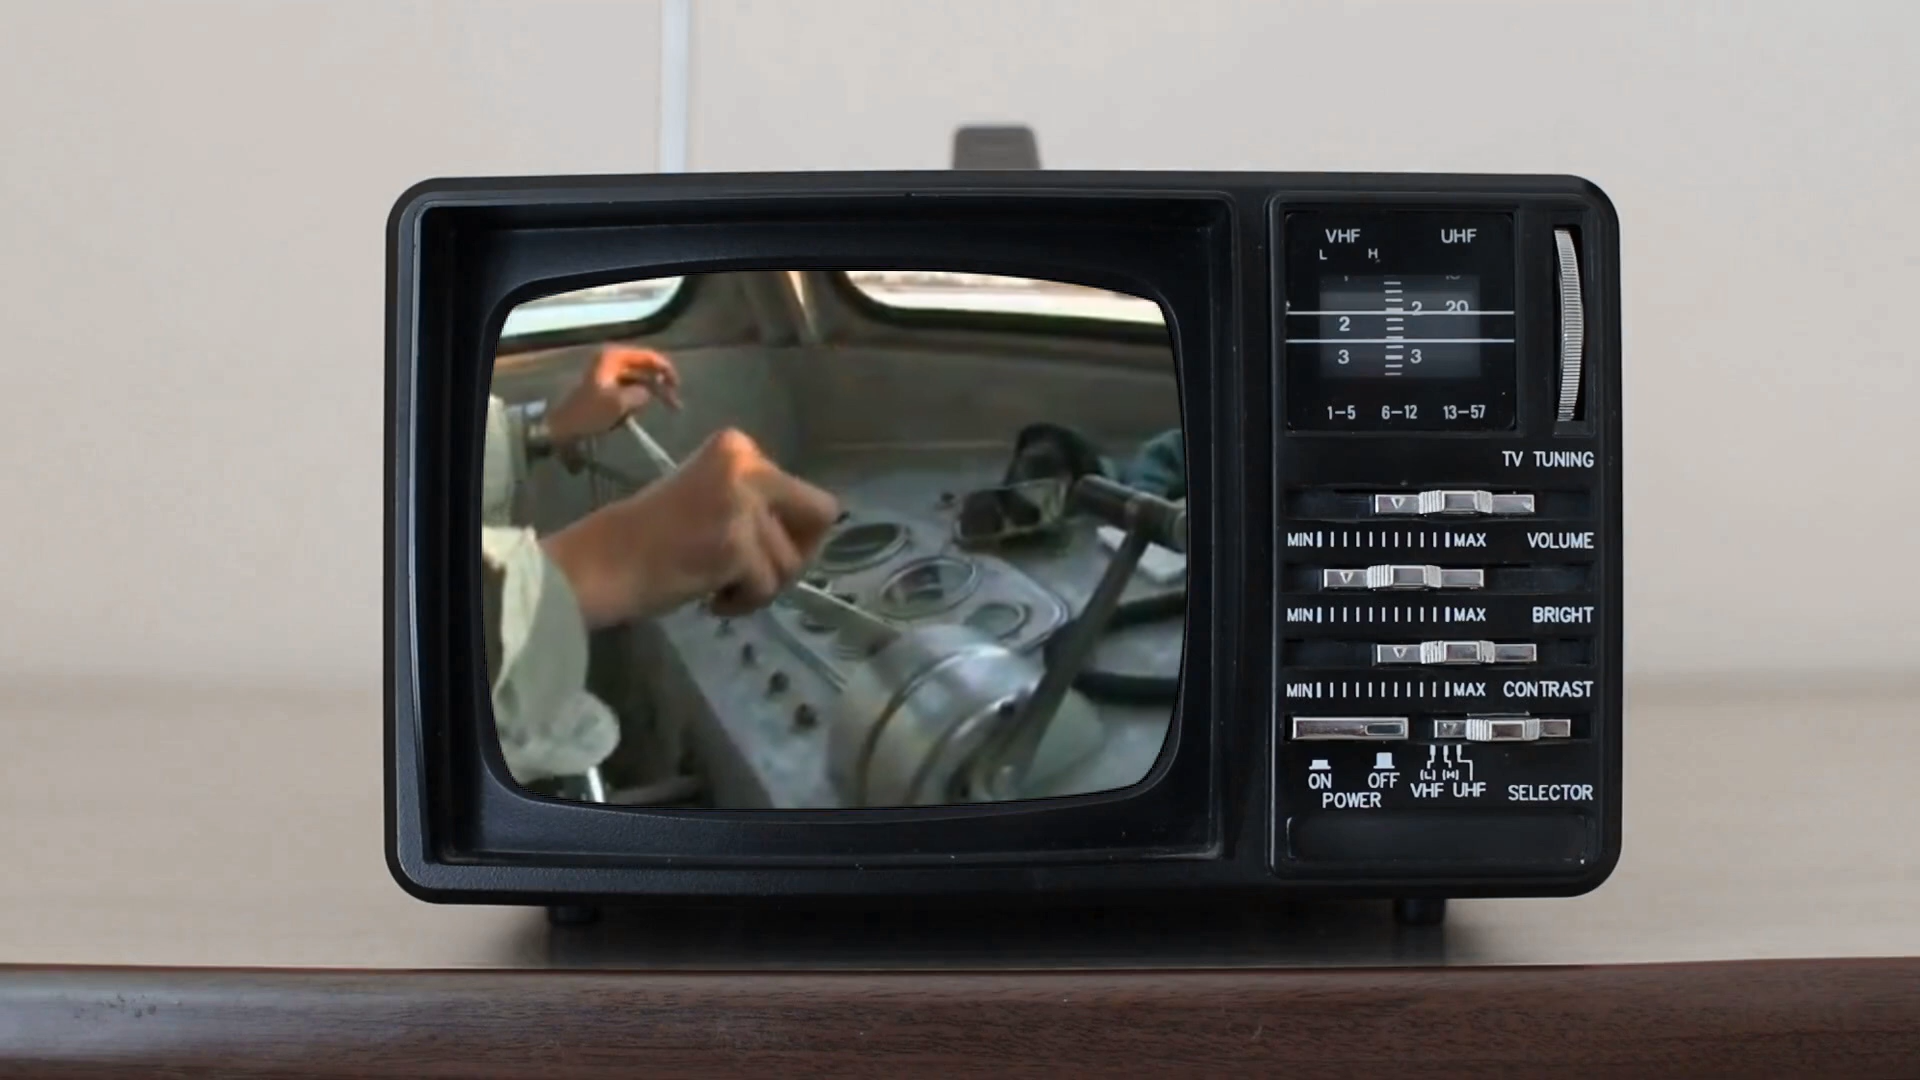 VHF UHF
L H
2 20
2
3 3
1-5 6-12 13-57
TV TUNING
MIN MAX VOLUME
MIN MAX BRIGHT
MIN MAX CONTRAST
ON OFF (L) (H)
POWER VHF UHF SELECTOR